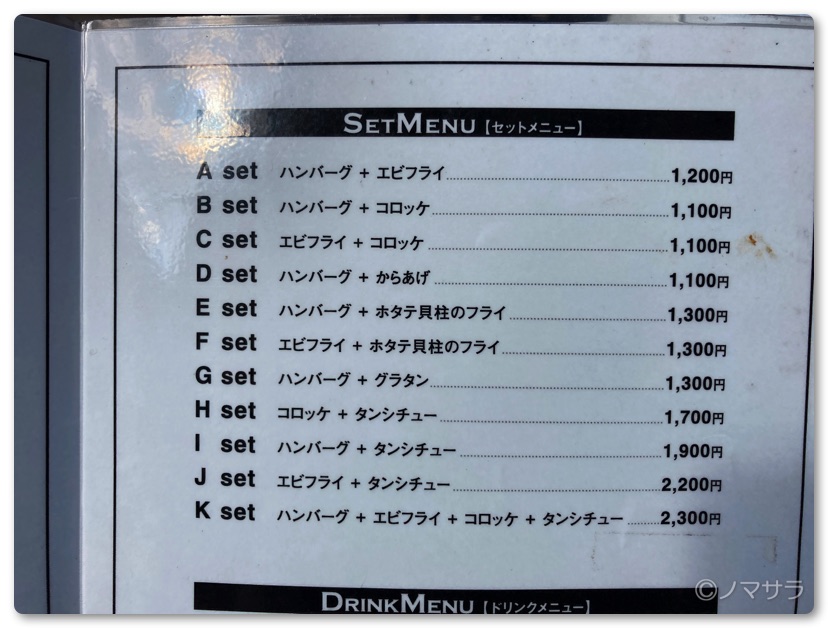 SETMENU【セットメニュー】
A set ハンバーグ + エビフライ 1,200円
B set ハンバーグ + コロッケ 1,100円
C set エビフライ + コロッケ 1,100円
D set ハンバーグ + からあげ 1,100円
E set ハンバーグ + ホタテ貝柱のフライ 1,300円
F set エビフライ + ホタテ貝柱のフライ 1,300円
G set ハンバーグ + グラタン 1,300円
H set コロッケ + タンシチュー 1,700円
I set ハンバーグ + タンシチュー 1,900円
J set エビフライ + タンシチュー 2,200円
K set ハンバーグ + エビフライ + コロッケ + タンシチュー 2,300円
DRINKMENU【ドリンクメニュー】
©ノマサラ